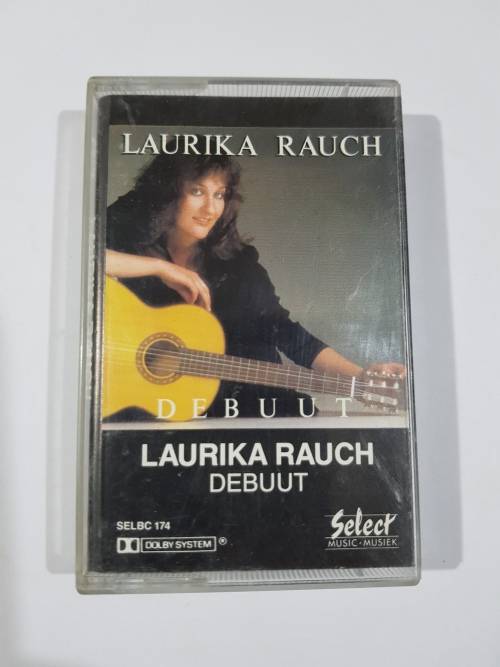 LAURIKA RAUCH
DEBUUT
LAURIKA RAUCH
DEBUUT
SELBC 174
DOLBY SYSTEM ®
Select
MUSIC • MUSIEK